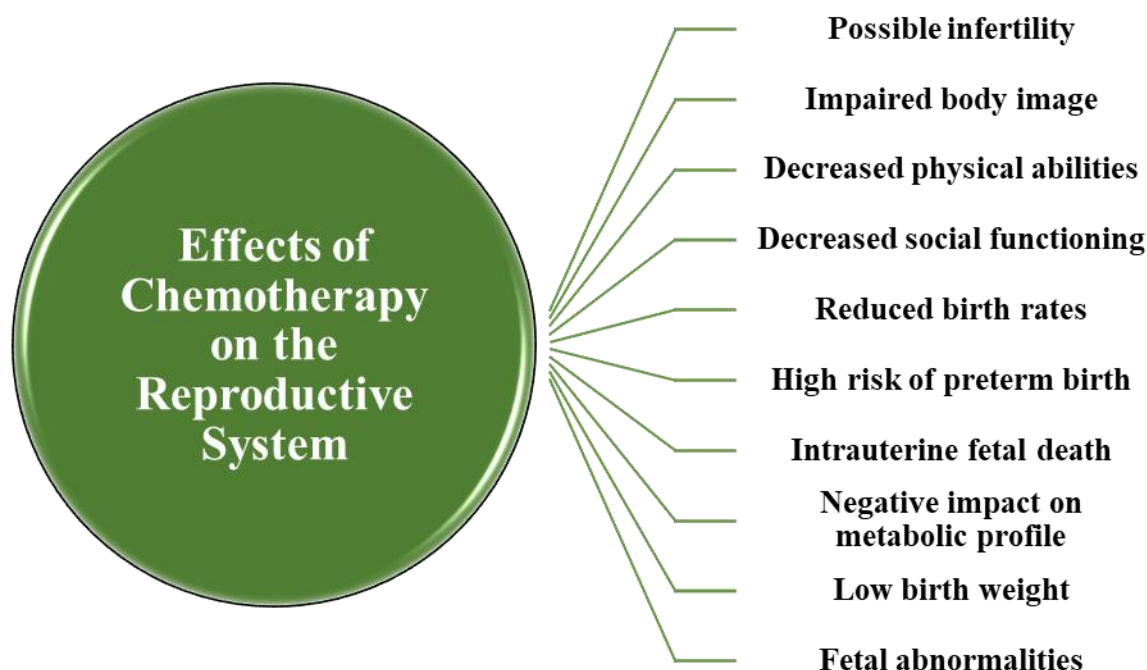 Effects of
Chemotherapy
on the
Reproductive
System
Possible infertility
Impaired body image
Decreased physical abilities
Decreased social functioning
Reduced birth rates
High risk of preterm birth
Intrauterine fetal death
Negative impact on
metabolic profile
Low birth weight
Fetal abnormalities